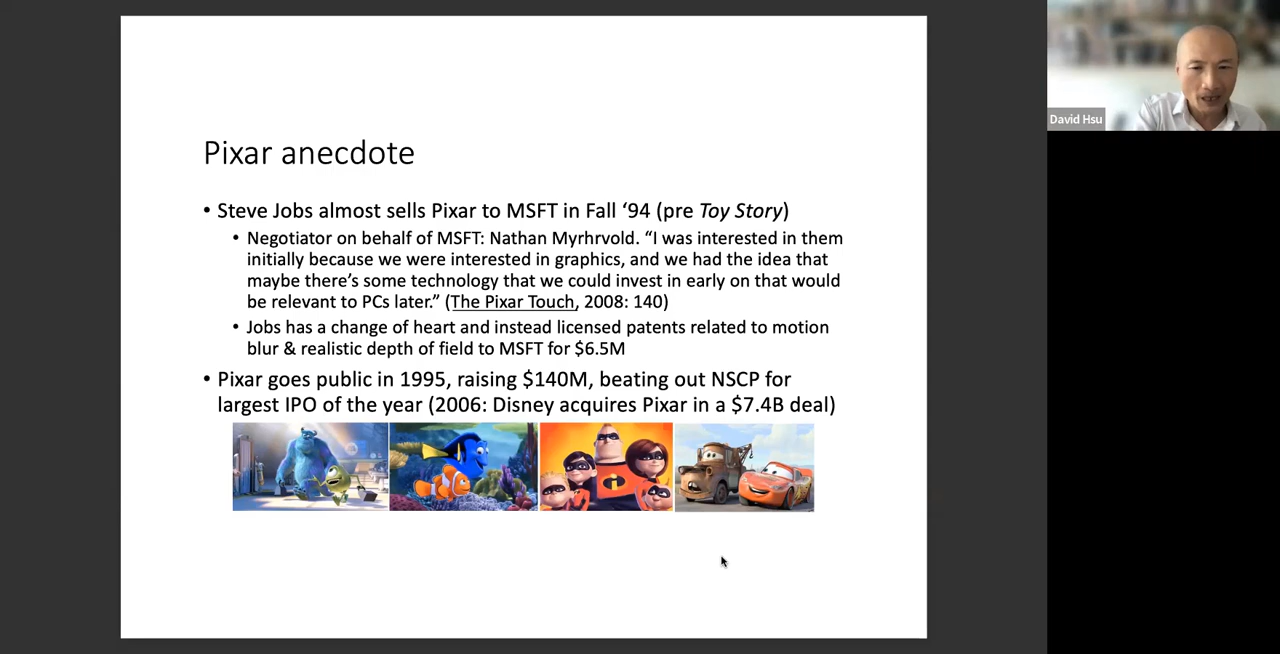 Pixar anecdote
• Steve Jobs almost sells Pixar to MSFT in Fall ‘94 (pre Toy Story)
• Negotiator on behalf of MSFT: Nathan Myrhrvold. “I was interested in them
initially because we were interested in graphics, and we had the idea that
maybe there’s some technology that we could invest in early on that would
be relevant to PCs later.” (The Pixar Touch, 2008: 140)
• Jobs has a change of heart and instead licensed patents related to motion
blur & realistic depth of field to MSFT for $6.5M
• Pixar goes public in 1995, raising $140M, beating out NSCP for
largest IPO of the year (2006: Disney acquires Pixar in a $7.4B deal)
David Hsu